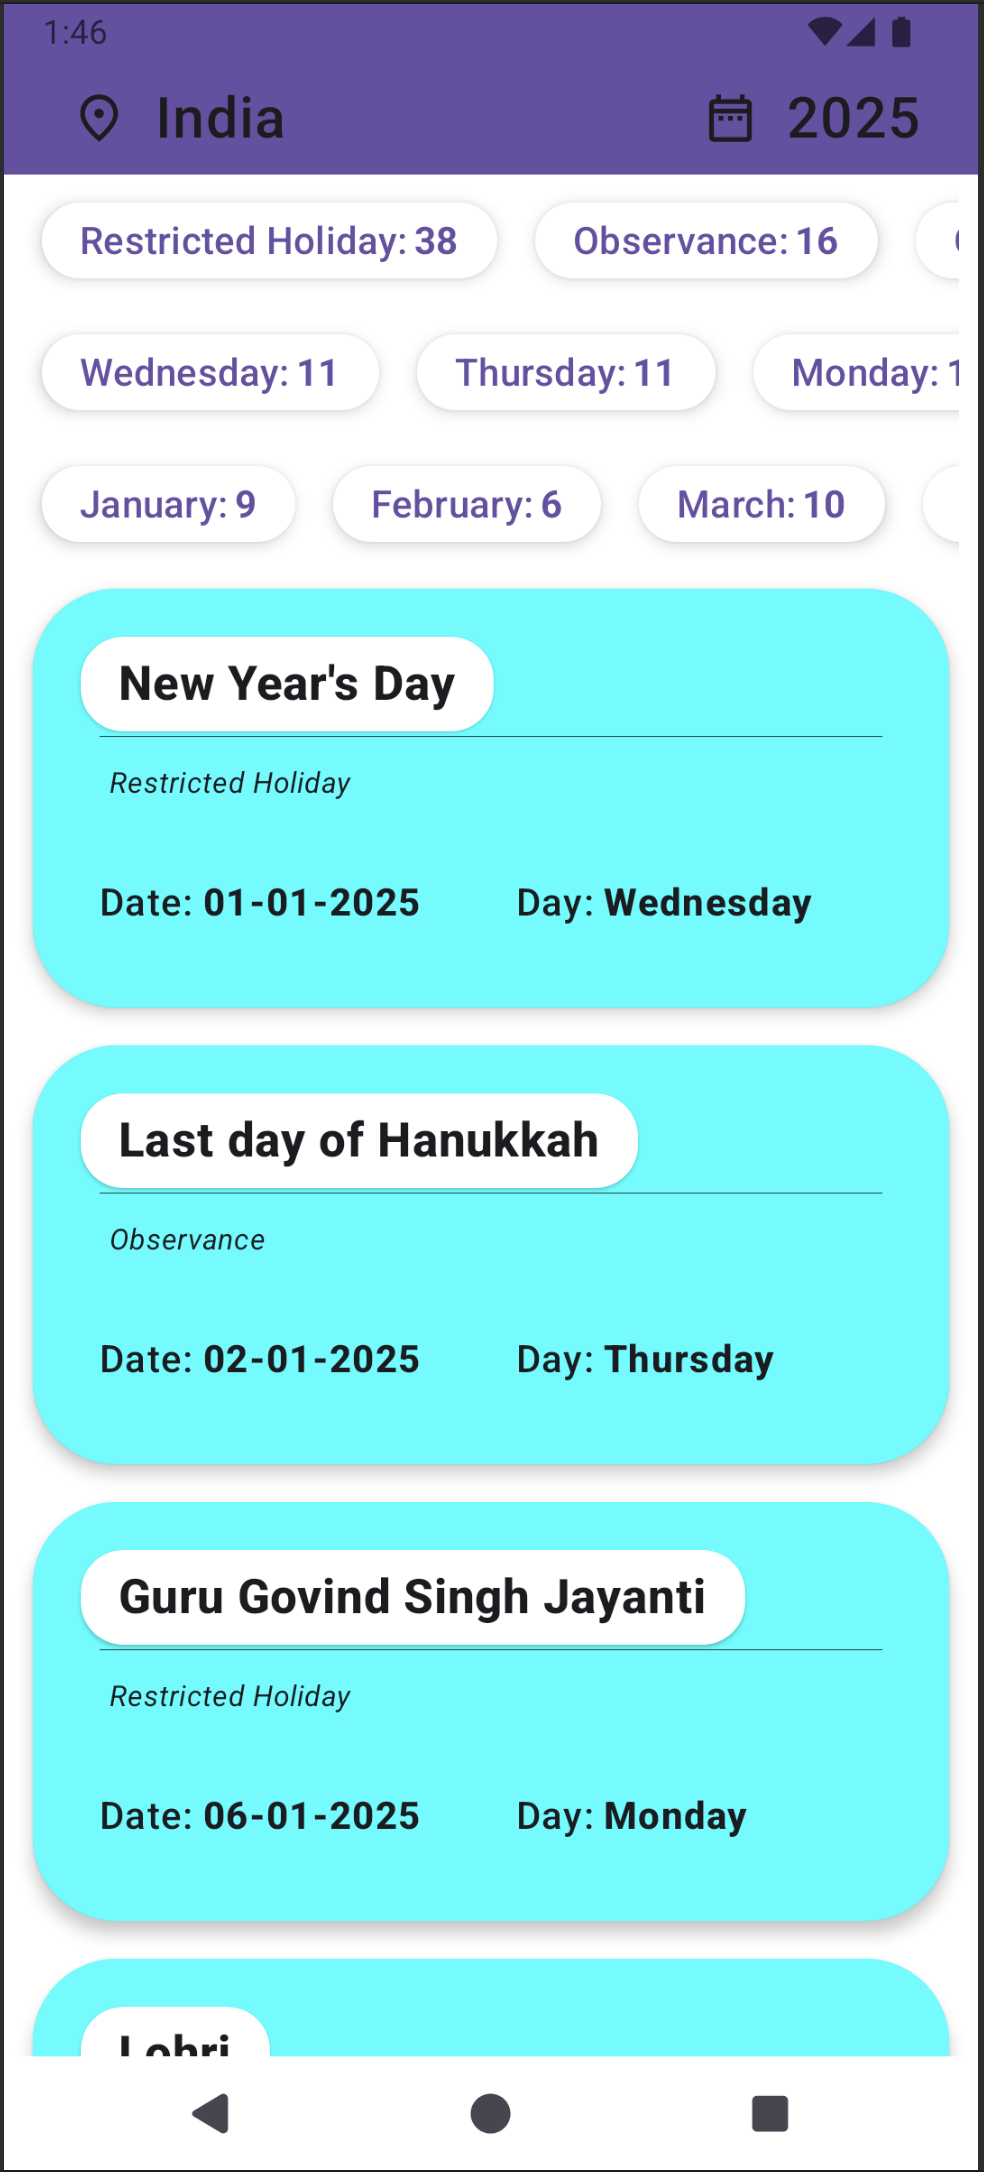 1:46
India 2025
Restricted Holiday: 38 Observance: 16
Wednesday: 11 Thursday: 11 Monday:
January: 9 February: 6 March: 10
New Year's Day
Restricted Holiday
Date: 01-01-2025 Day: Wednesday
Last day of Hanukkah
Observance
Date: 02-01-2025 Day: Thursday
Guru Govind Singh Jayanti
Restricted Holiday
Date: 06-01-2025 Day: Monday
Lohri